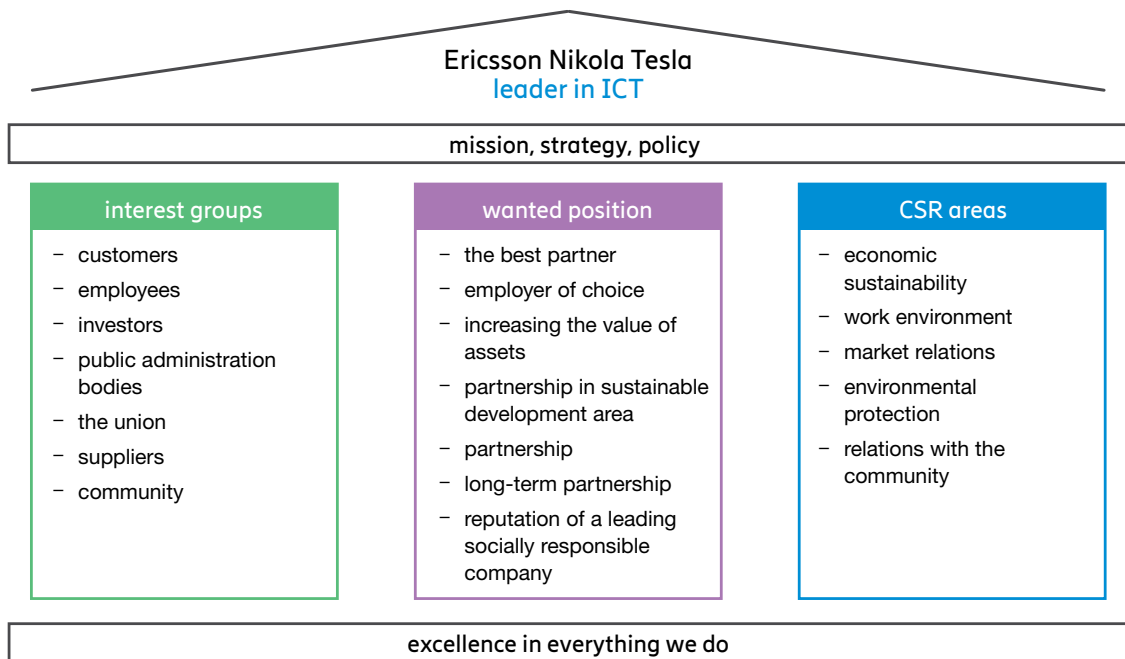 Ericsson Nikola Tesla
leader in ICT
mission, strategy, policy
interest groups
– customers
– employees
– investors
– public administration
bodies
– the union
– suppliers
– community
wanted position
– the best partner
– employer of choice
– increasing the value of
assets
– partnership in sustainable
development area
– partnership
– long-term partnership
– reputation of a leading
socially responsible
company
CSR areas
– economic
sustainability
– work environment
– market relations
– environmental
protection
– relations with the
community
excellence in everything we do